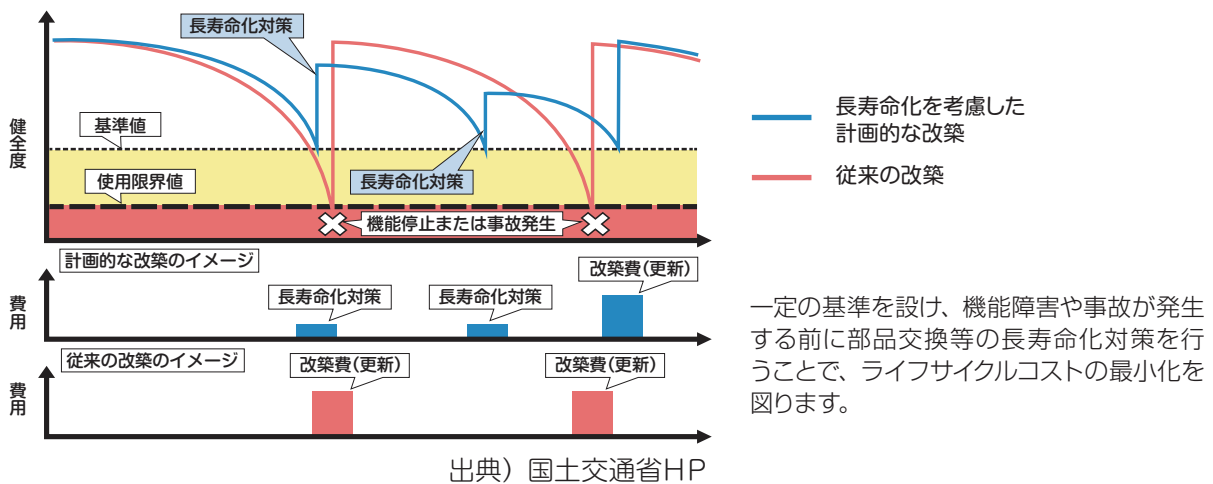 長寿命化対策
健全度
基準値
使用限界値
長寿命化対策
機能停止または事故発生
長寿命化を考慮した
計画的な改築
従来の改築
計画的な改築のイメージ
費用
長寿命化対策
長寿命化対策
改築費(更新)
従来の改築のイメージ
費用
改築費(更新)
改築費(更新)
一定の基準を設け、機能障害や事故が発生
する前に部品交換等の長寿命化対策を行
うことで、ライフサイクルコストの最小化を
図ります。
出典）国土交通省HP